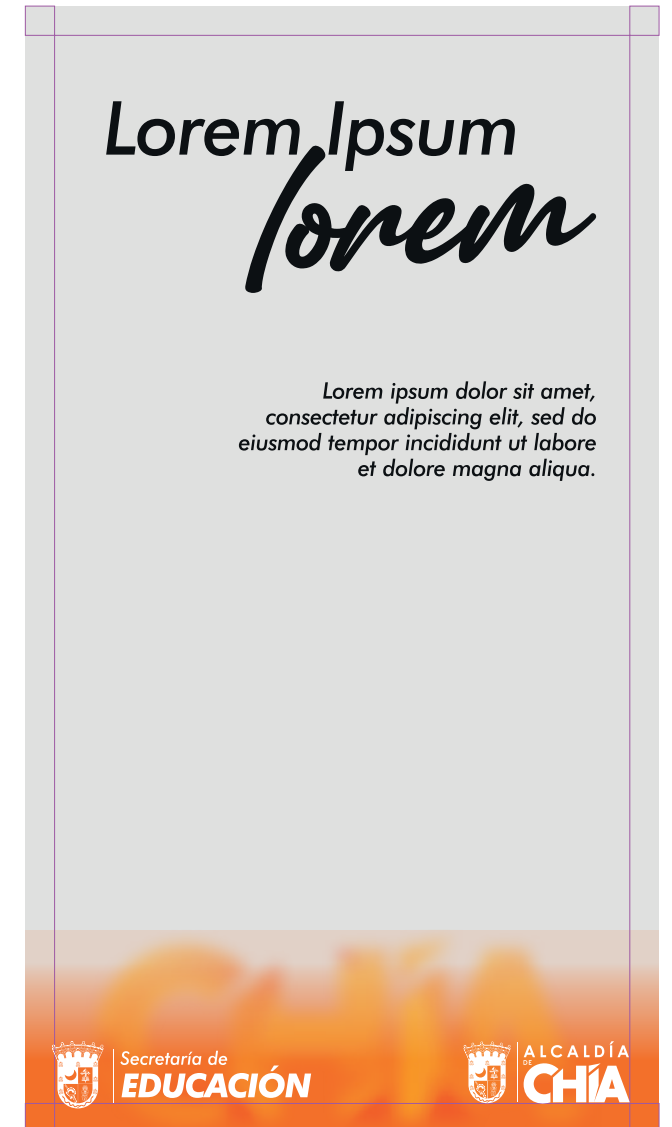 Lorem Ipsum
lorem
Lorem ipsum dolor sit amet,
consectetur adipiscing elit, sed do
eiusmod tempor incididunt ut labore
et dolore magna aliqua.
CHÍA
Secretaría de
EDUCACIÓN
ALCALDÍA
DE
CHÍA